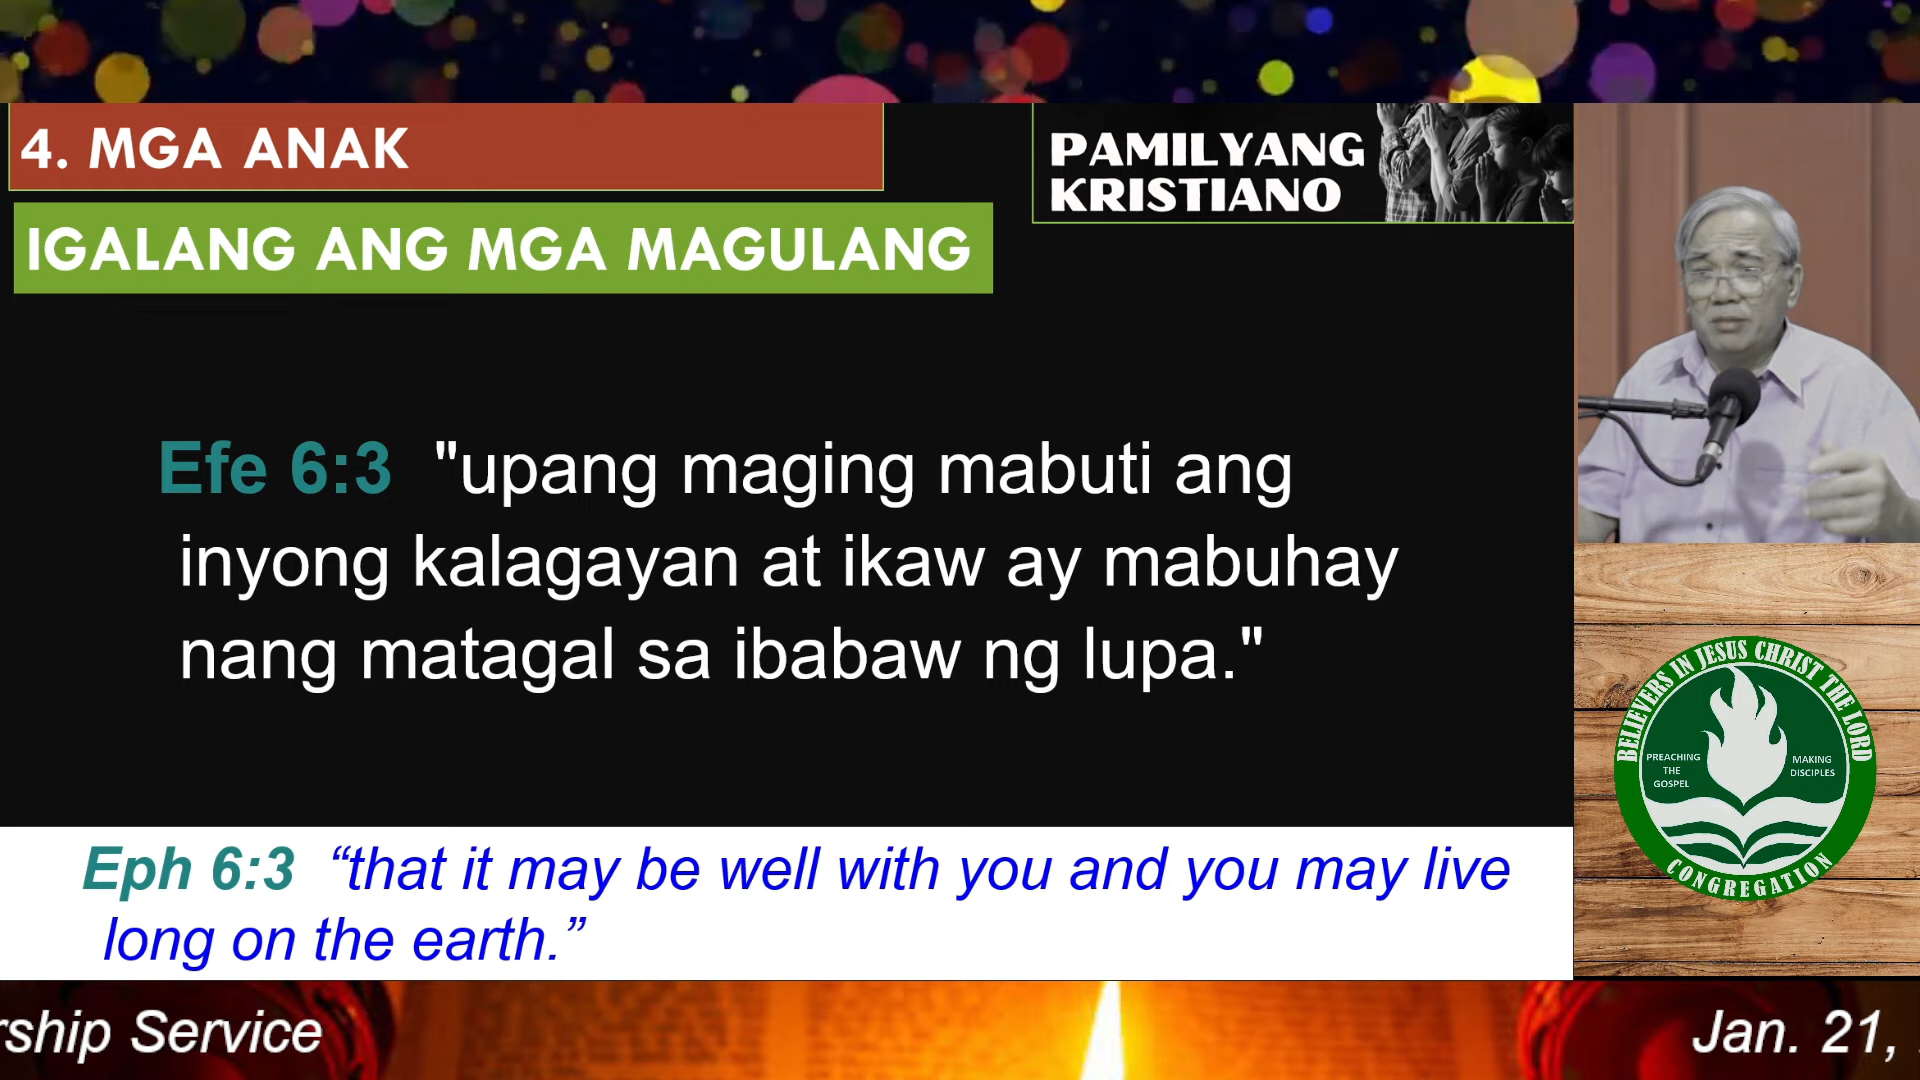 4. MGA ANAK
PAMILYANG
KRISTIANO
IGALANG ANG MGA MAGULANG
Efe 6:3 "upang maging mabuti ang
inyong kalagayan at ikaw ay mabuhay
nang matagal sa ibabaw ng lupa."
BELIEVERS IN JESUS CHRIST THE LORD
PREACHING
THE
GOSPEL
MAKING
DISCIPLES
CONGREGATION
Eph 6:3 “that it may be well with you and you may live
long on the earth.”
rship Service
Jan. 21,